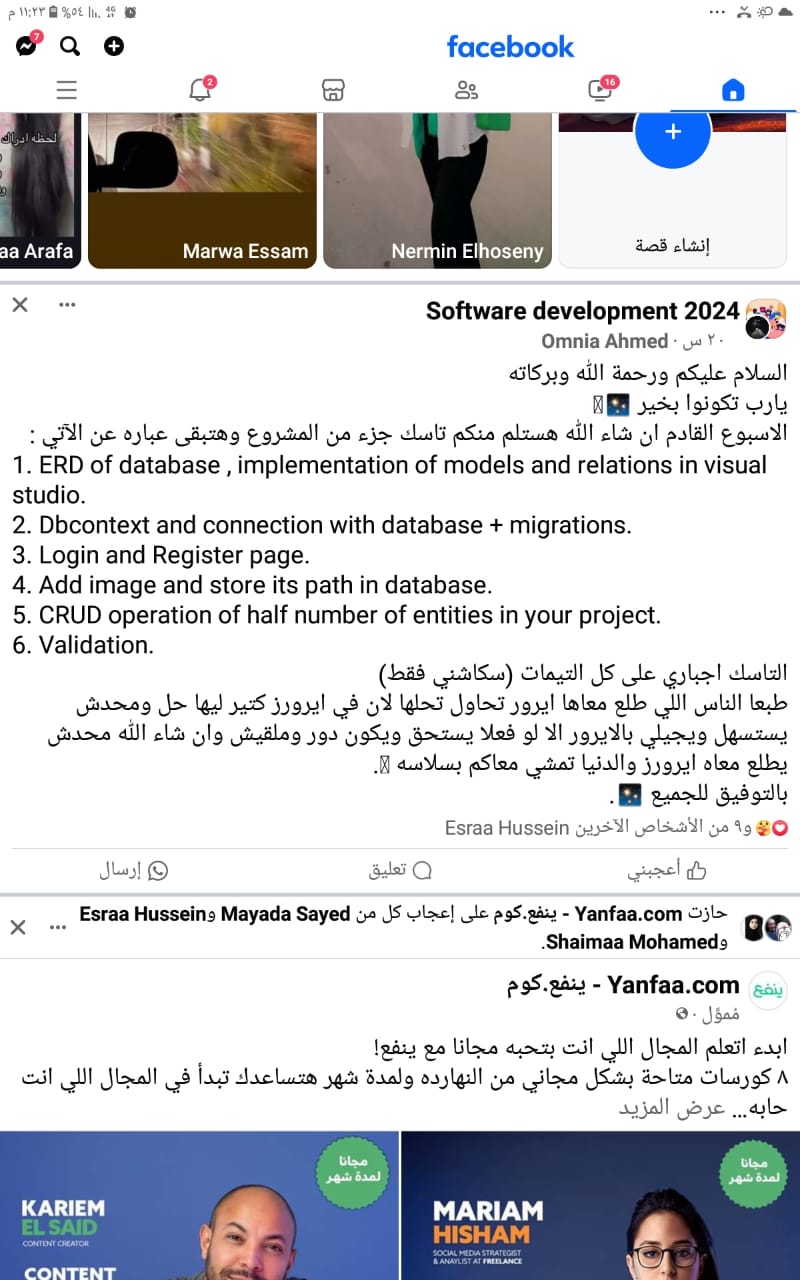 م ١١:٢٣ %٥٤ 4G
7
facebook
2
16
لحظه ادراك
aa Arafa
Marwa Essam
Nermin Elhoseny
إنشاء قصة
Software development 2024
Omnia Ahmed · ٢٠ س ·
السلام عليكم ورحمة الله وبركاته
يارب تكونوا بخير 🎇
الاسبوع القادم ان شاء الله هستلم منكم تاسك جزء من المشروع وهتبقى عباره عن الآتي :
1. ERD of database , implementation of models and relations in visual
studio.
2. Dbcontext and connection with database + migrations.
3. Login and Register page.
4. Add image and store its path in database.
5. CRUD operation of half number of entities in your project.
6. Validation.
التاسك اجباري على كل التيمات (سكاشني فقط)
طبعا الناس اللي طلع معاها ايرور تحاول تحلها لان في ايرورز كتير ليها حل ومحدش
يستسهل ويجيلي بالايرور الا لو فعلا يستحق ويكون دور وملقيش وان شاء الله محدش
يطلع معاه ايرورز والدنيا تمشي معاكم بسلاسه .
بالتوفيق للجميع 🎇.
Esraa Hussein و٩ من الأشخاص الآخرين
أعجبني
تعليق
إرسال
حازت Yanfaa.com - ينفع.كوم على إعجاب كل من Mayada Sayed وEsraa Hussein
وShaimaa Mohamed.
ينفع
Yanfaa.com - ينفع.كوم
مُموَّل ·
ابدء اتعلم المجال اللي انت بتحبه مجانا مع ينفع!
٨ كورسات متاحة بشكل مجاني من النهارده ولمدة شهر هتساعدك تبدأ في المجال اللي انت
حابه... عرض المزيد
مجانا
لمدة شهر
KARIEM
EL SAID
CONTENT CREATOR
CONTENT
مجانا
لمدة شهر
MARIAM
HISHAM
SOCIAL MEDIA STRATEGIST
& ANAYLIST AT FREELANCE